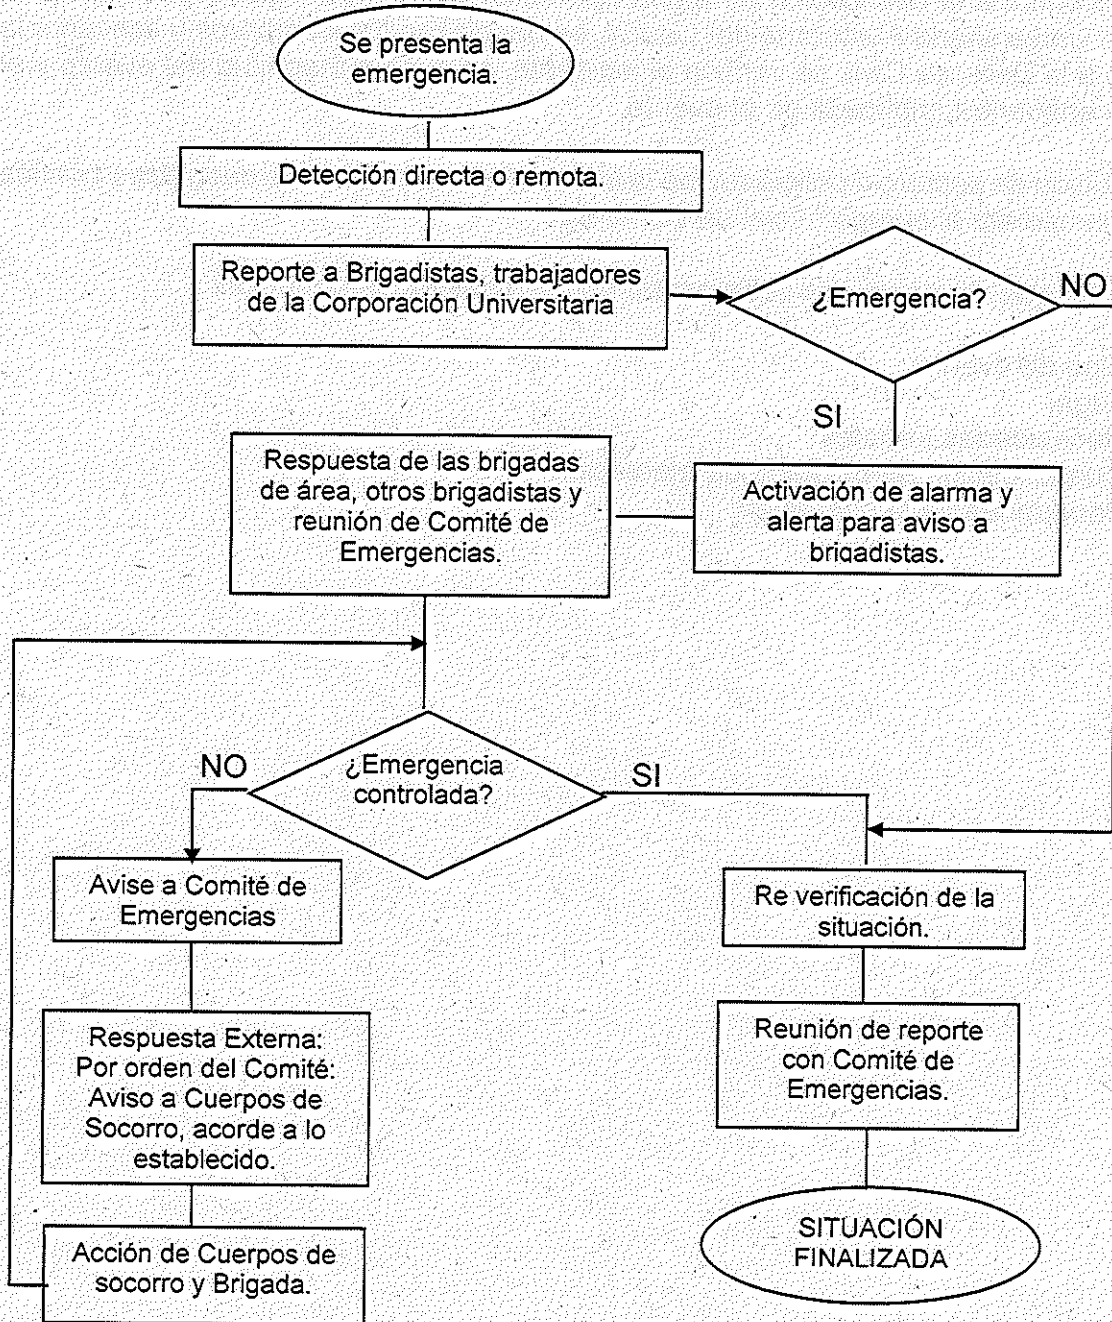 Se presenta la
emergencia.
Detección directa o remota.
Reporte a Brigadistas, trabajadores
de la Corporación Universitaria
¿Emergencia?
NO
SI
Activación de alarma y
alerta para aviso a
brigadistas.
Respuesta de las brigadas
de área, otros brigadistas y
reunión de Comité de
Emergencias.
¿Emergencia
controlada?
NO
SI
Avise a Comité de
Emergencias
Respuesta Externa:
Por orden del Comité:
Aviso a Cuerpos de
Socorro, acorde a lo
establecido.
Acción de Cuerpos de
socorro y Brigada.
Re verificación de la
situación.
Reunión de reporte
con Comité de
Emergencias.
SITUACIÓN
FINALIZADA